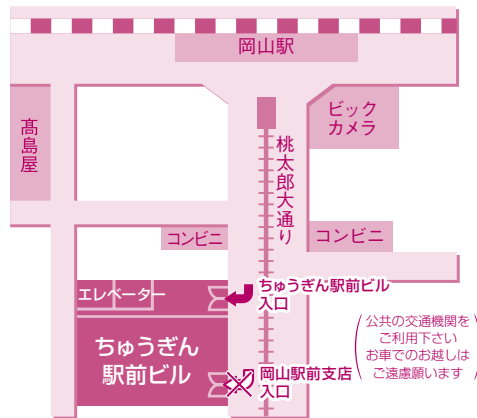 岡山駅
ビック
カメラ
髙島屋
桃太郎大通り
コンビニ
コンビニ
エレベーター
ちゅうぎん駅前ビル
入口
公共の交通機関を
ご利用下さい
お車でのお越しは
ご遠慮願います
ちゅうぎん
駅前ビル
岡山駅前支店
入口